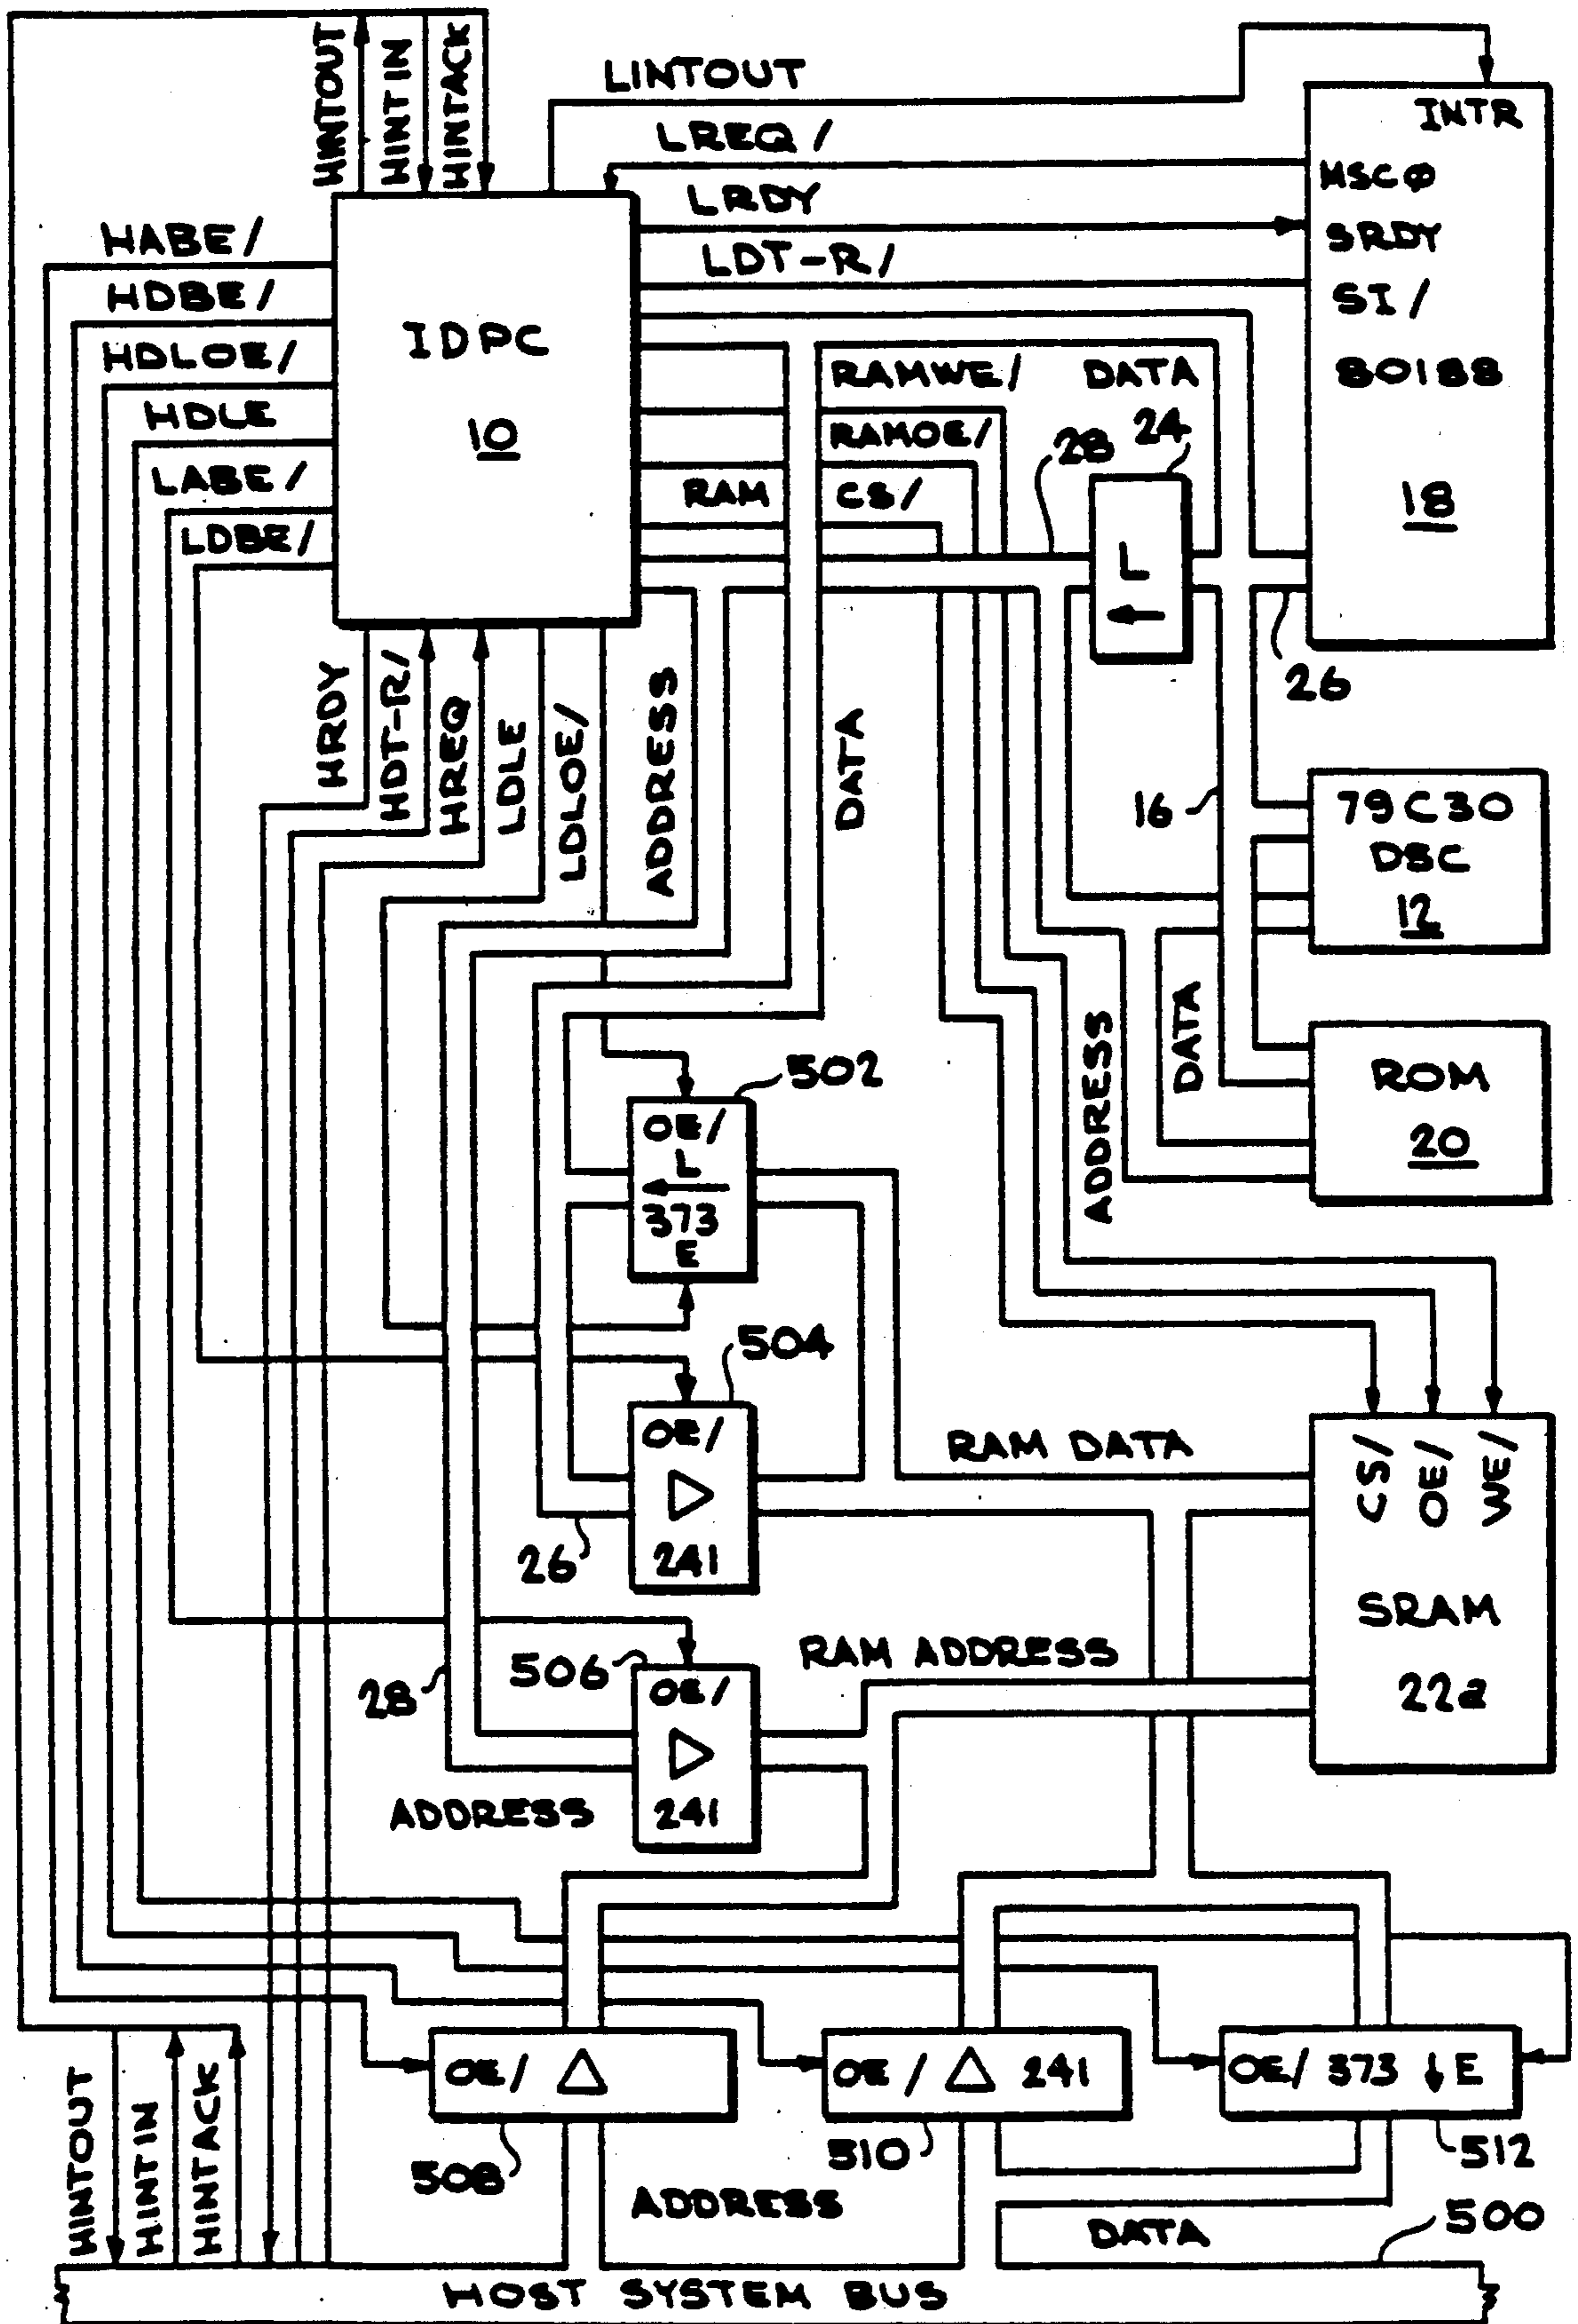 HINTOUT
HINTIN
HINTACK
LINTOUT
INTR
LREQ/
MSCφ
LRDY
SRDY
HABE/
LDT-R/
SI/
HDBE/
IDPC
80188
HDLOE/
RAMWE/
DATA
HDLE
10
RAMOE/
28
24
LABE/
RAM CS/
18
LDBE/
L
26
HRDY
HDT-R/
HREQ
LDLE
LDLOE/
ADDRESS
DATA
16
79C30
DSC
12
ADDRESS
DATA
502
ROM
20
OE/
L
373
E
504
OE/
241
26
RAM DATA
CS/
OE/
WE/
SRAM
22a
506
OE/
241
28
RAM ADDRESS
ADDRESS
OE/
OE/ 241
OE/ 373 E
508
510
512
HINTOUT
HINTIN
HINTACK
ADDRESS
DATA
500
HOST SYSTEM BUS